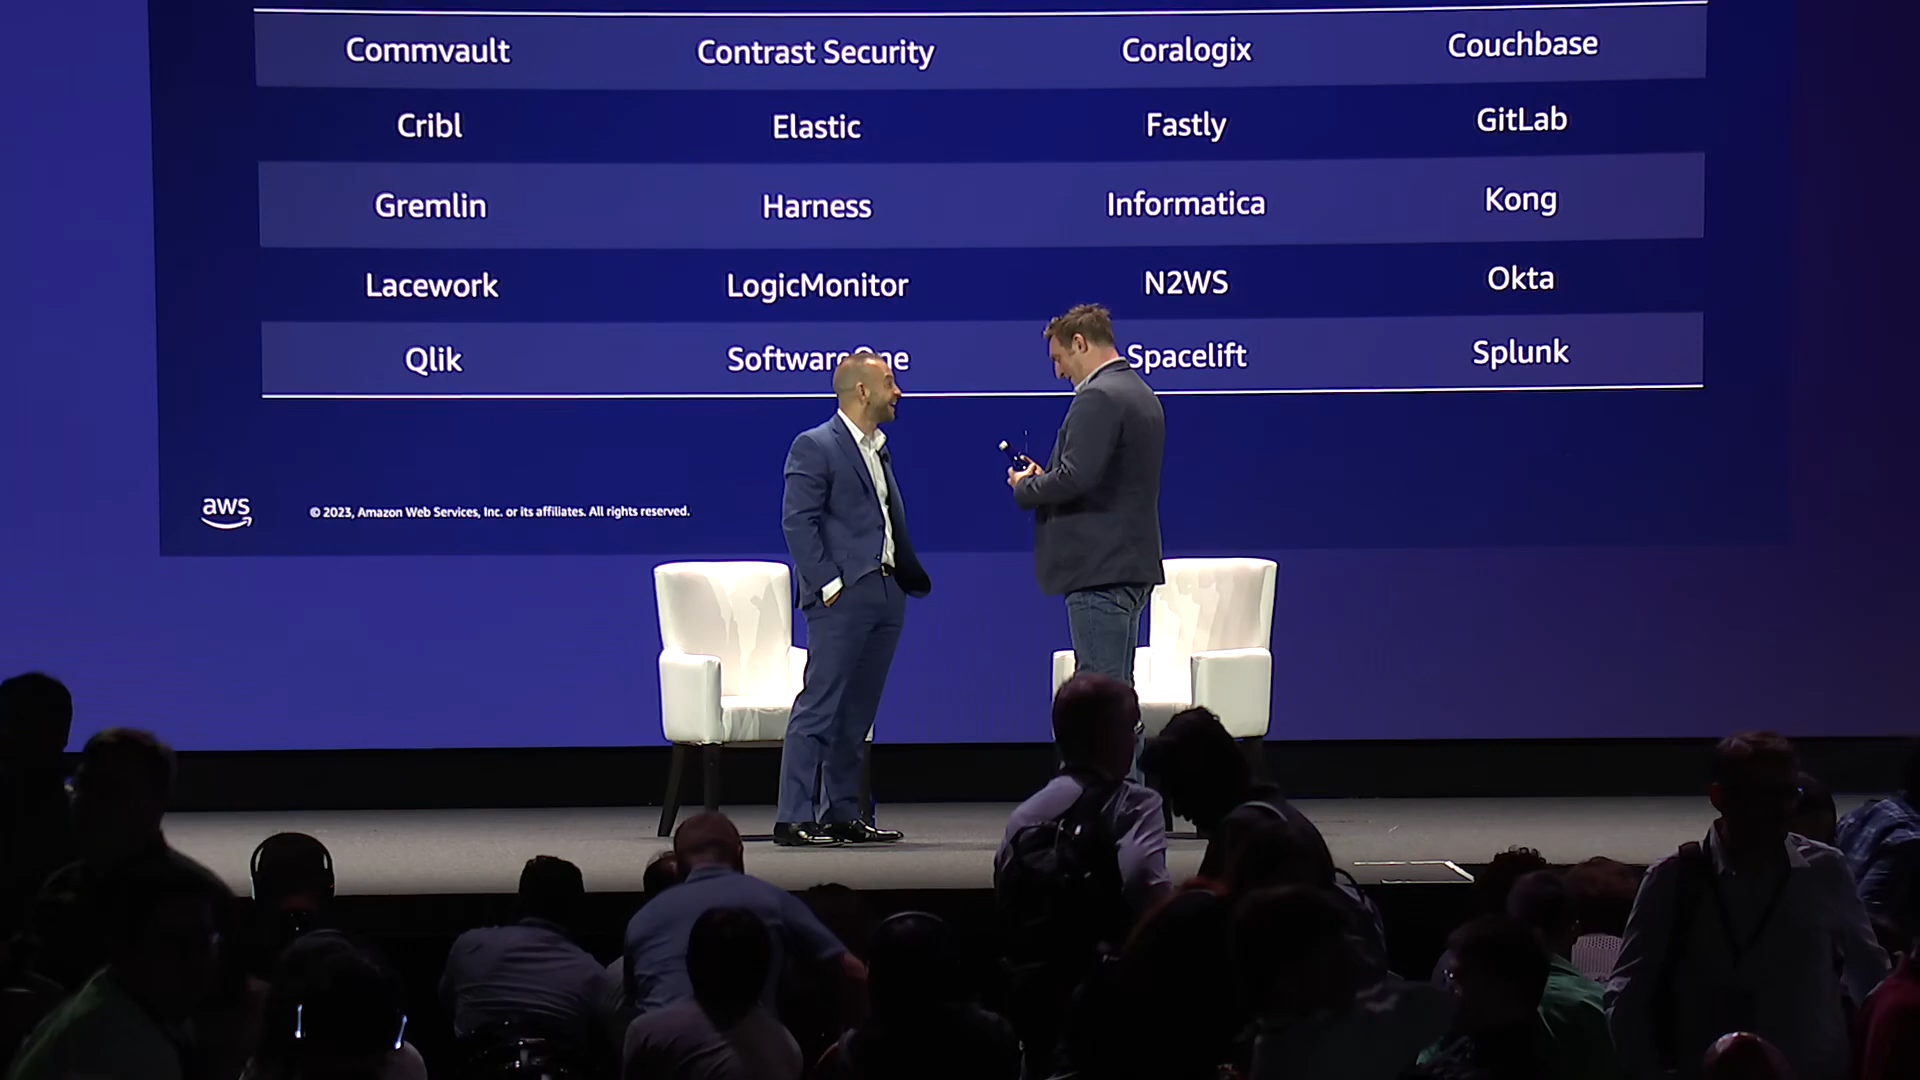 Commvault Contrast Security Coralogix Couchbase
Cribl Elastic Fastly GitLab
Gremlin Harness Informatica Kong
Lacework LogicMonitor N2WS Okta
Qlik SoftwareOne Spacelift Splunk
aws © 2023, Amazon Web Services, Inc. or its affiliates. All rights reserved.